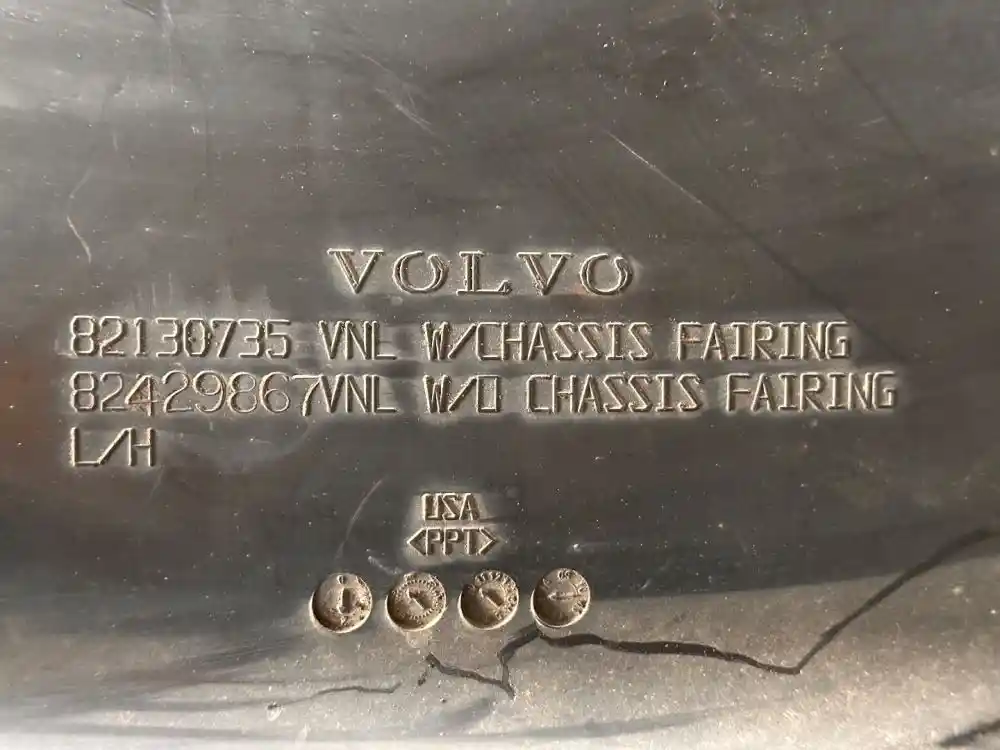 VOLVO
82130735 VNL W/CHASSIS FAIRING
82429867VNL W/O CHASSIS FAIRING
L/H
USA
<PPT>